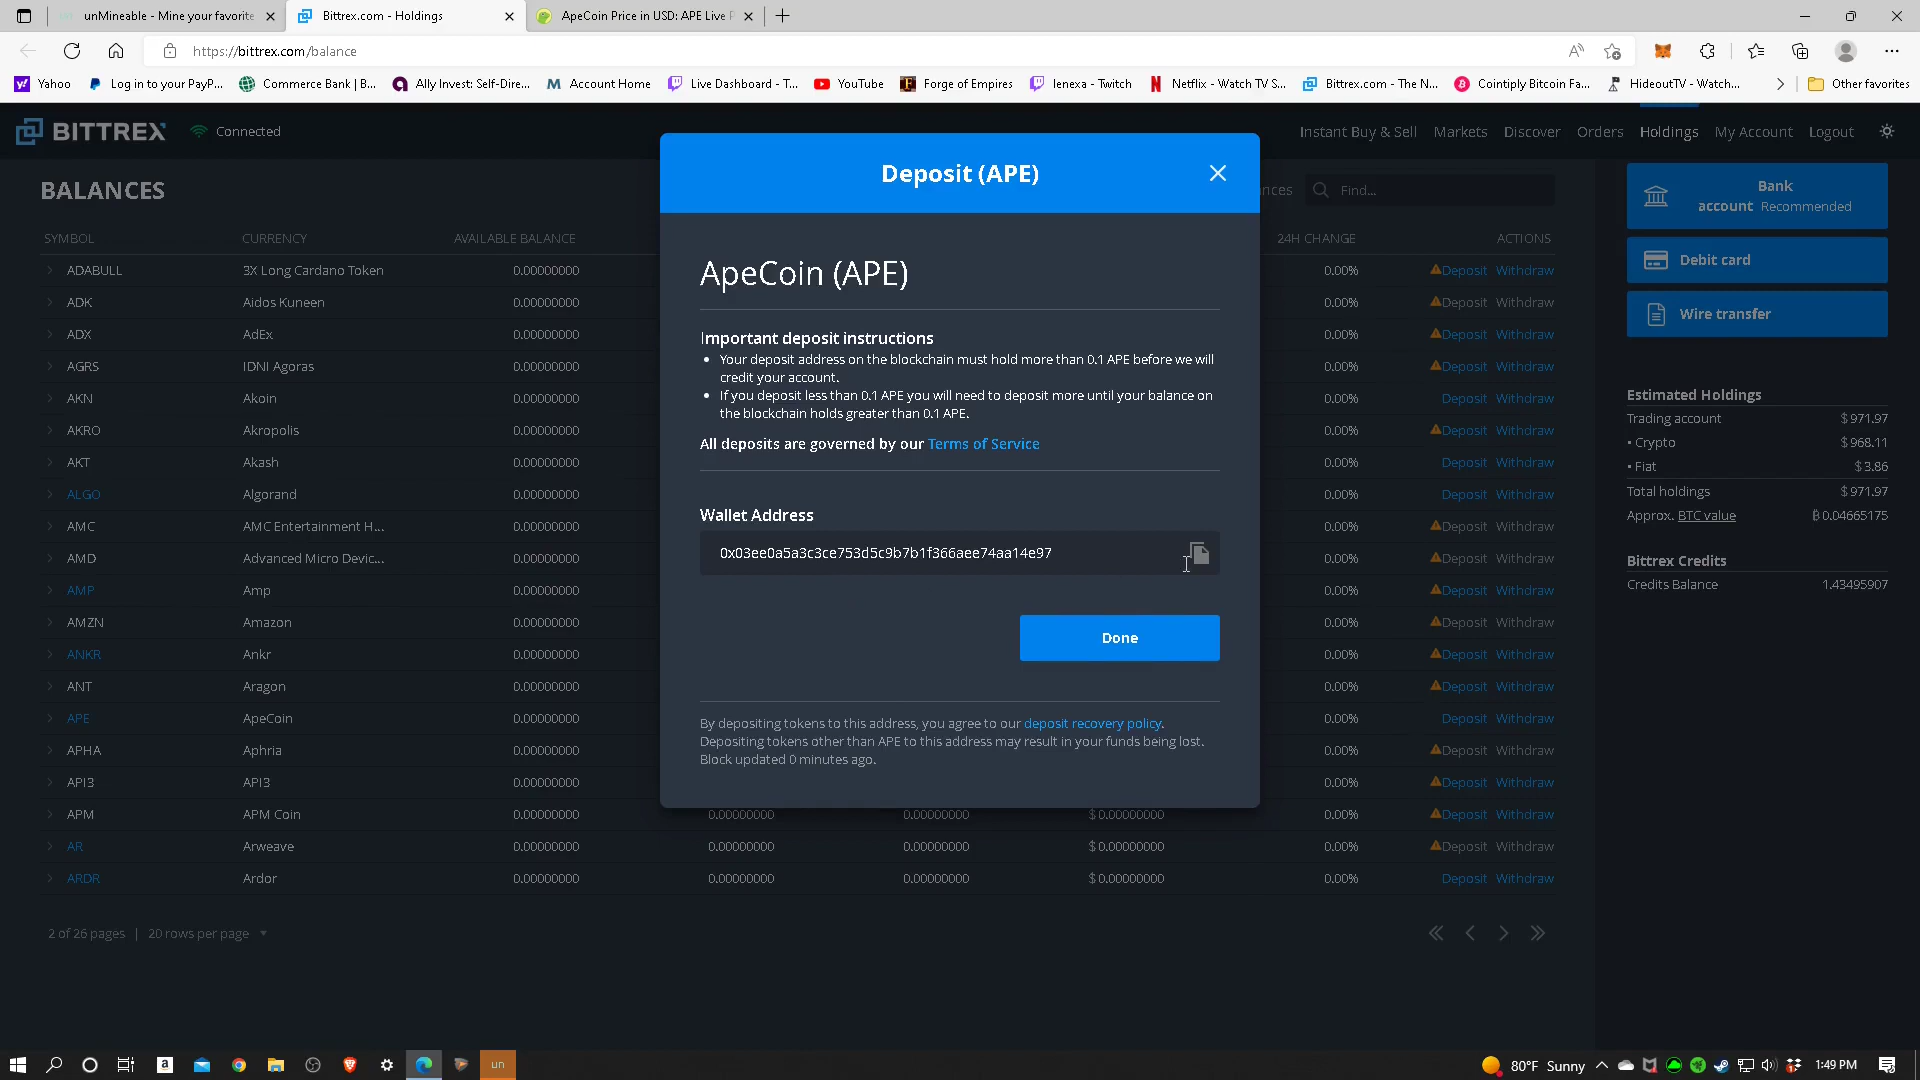 unMineable - Mine your favorite
Bittrex.com - Holdings
ApeCoin Price in USD: APE Live P
https://bittrex.com/balance
Yahoo
Log in to your PayP...
Commerce Bank | B...
Ally Invest: Self-Dire...
Account Home
Live Dashboard - T...
YouTube
Forge of Empires
lenexa - Twitch
Netflix - Watch TV S...
Bittrex.com - The N...
Cointiply Bitcoin Fa...
HideoutTV - Watch...
Other favorites
BITTREX
Connected
Instant Buy & Sell
Markets
Discover
Orders
Holdings
My Account
Logout
BALANCES
ances
Find...
SYMBOL CURRENCY AVAILABLE BALANCE 24H CHANGE ACTIONS
ADABULL 3X Long Cardano Token 0.00000000 0.00% Deposit Withdraw
ADK Aidos Kuneen 0.00000000 0.00% Deposit Withdraw
ADX AdEx 0.00000000 0.00% Deposit Withdraw
AGRS IDNI Agoras 0.00000000 0.00% Deposit Withdraw
AKN Akoin 0.00000000 0.00% Deposit Withdraw
AKRO Akropolis 0.00000000 0.00% Deposit Withdraw
AKT Akash 0.00000000 0.00% Deposit Withdraw
ALGO Algorand 0.00000000 0.00% Deposit Withdraw
AMC AMC Entertainment H... 0.00000000 0.00% Deposit Withdraw
AMD Advanced Micro Devic... 0.00000000 0.00% Deposit Withdraw
AMP Amp 0.00000000 0.00% Deposit Withdraw
AMZN Amazon 0.00000000 0.00% Deposit Withdraw
ANKR Ankr 0.00000000 0.00% Deposit Withdraw
ANT Aragon 0.00000000 0.00% Deposit Withdraw
APE ApeCoin 0.00000000 0.00% Deposit Withdraw
APHA Aphria 0.00000000 0.00% Deposit Withdraw
API3 API3 0.00000000 0.00% Deposit Withdraw
APM APM Coin 0.00000000 0.00000000 0.00000000 $ 0.00000000 0.00% Deposit Withdraw
AR Arweave 0.00000000 0.00000000 0.00000000 $ 0.00000000 0.00% Deposit Withdraw
ARDR Ardor 0.00000000 0.00000000 0.00000000 $ 0.00000000 0.00% Deposit Withdraw
2 of 26 pages | 20 rows per page
Deposit (APE)
ApeCoin (APE)
Important deposit instructions
• Your deposit address on the blockchain must hold more than 0.1 APE before we will
credit your account.
• If you deposit less than 0.1 APE you will need to deposit more until your balance on
the blockchain holds greater than 0.1 APE.
All deposits are governed by our Terms of Service
Wallet Address
0x03ee0a5a3c3ce753d5c9b7b1f366aee74aa14e97
Done
By depositing tokens to this address, you agree to our deposit recovery policy.
Depositing tokens other than APE to this address may result in your funds being lost.
Block updated 0 minutes ago.
Bank
account Recommended
Debit card
Wire transfer
Estimated Holdings
Trading account $ 971.97
• Crypto $ 968.11
• Fiat $ 3.86
Total holdings $ 971.97
Approx. BTC value ₿ 0.04665175
Bittrex Credits
Credits Balance 1.43495907
a
un
80°F Sunny
1:49 PM